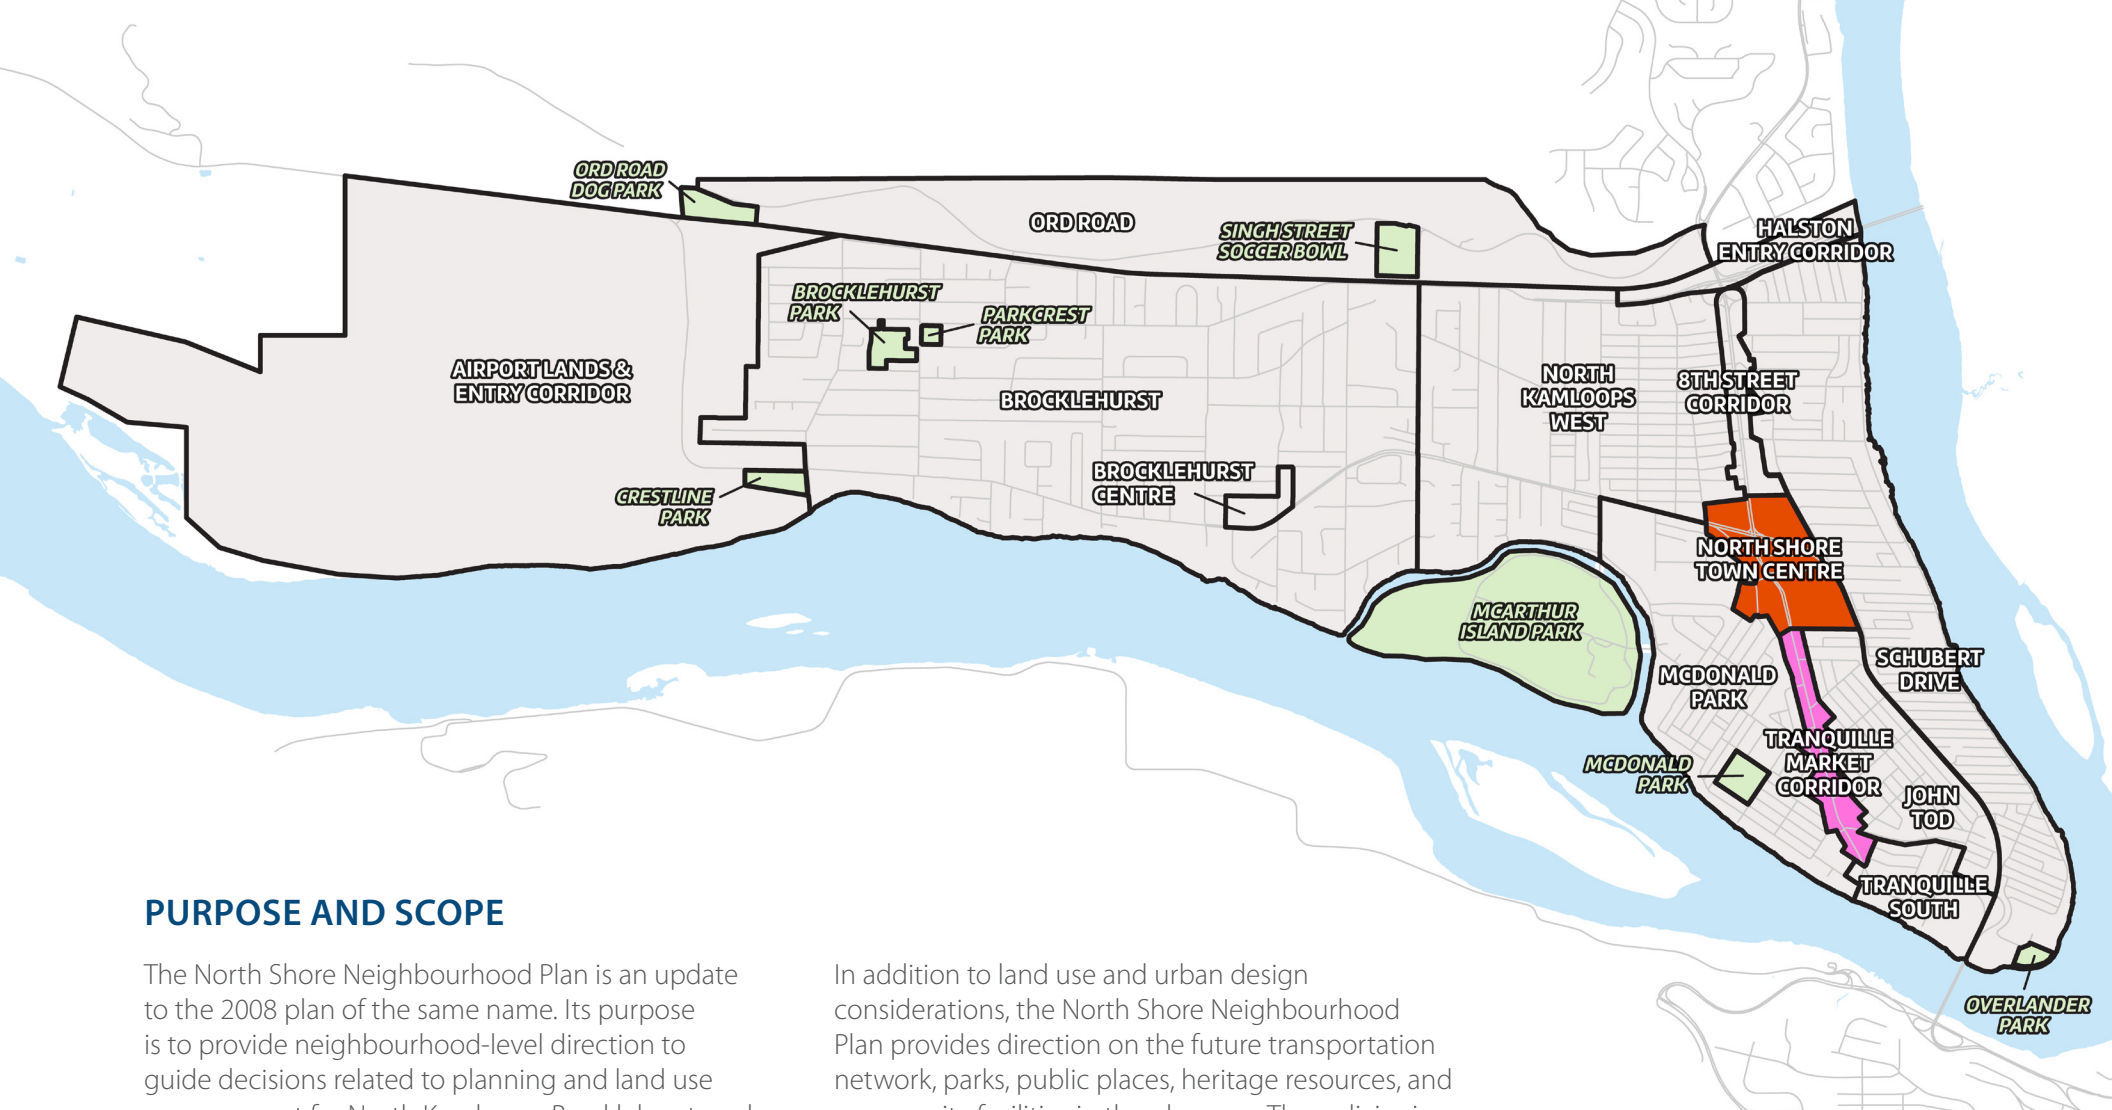 ORD ROAD
DOG PARK
ORD ROAD
SINGH STREET
SOCCER BOWL
HALSTON
ENTRY CORRIDOR
BROCKLEHURST
PARK
PARKCREST
PARK
AIRPORT LANDS &
ENTRY CORRIDOR
BROCKLEHURST
NORTH
KAMLOOPS
WEST
8TH STREET
CORRIDOR
BROCKLEHURST
CENTRE
CRESTLINE
PARK
NORTH SHORE
TOWN CENTRE
MCARTHUR
ISLAND PARK
MCDONALD
PARK
SCHUBERT
DRIVE
TRANQUILLE
MARKET
CORRIDOR
MCDONALD
PARK
JOHN
TOD
TRANQUILLE
SOUTH
OVERLANDER
PARK
PURPOSE AND SCOPE
The North Shore Neighbourhood Plan is an update
to the 2008 plan of the same name. Its purpose
is to provide neighbourhood-level direction to
guide decisions related to planning and land use
In addition to land use and urban design
considerations, the North Shore Neighbourhood
Plan provides direction on the future transportation
network, parks, public places, heritage resources, and